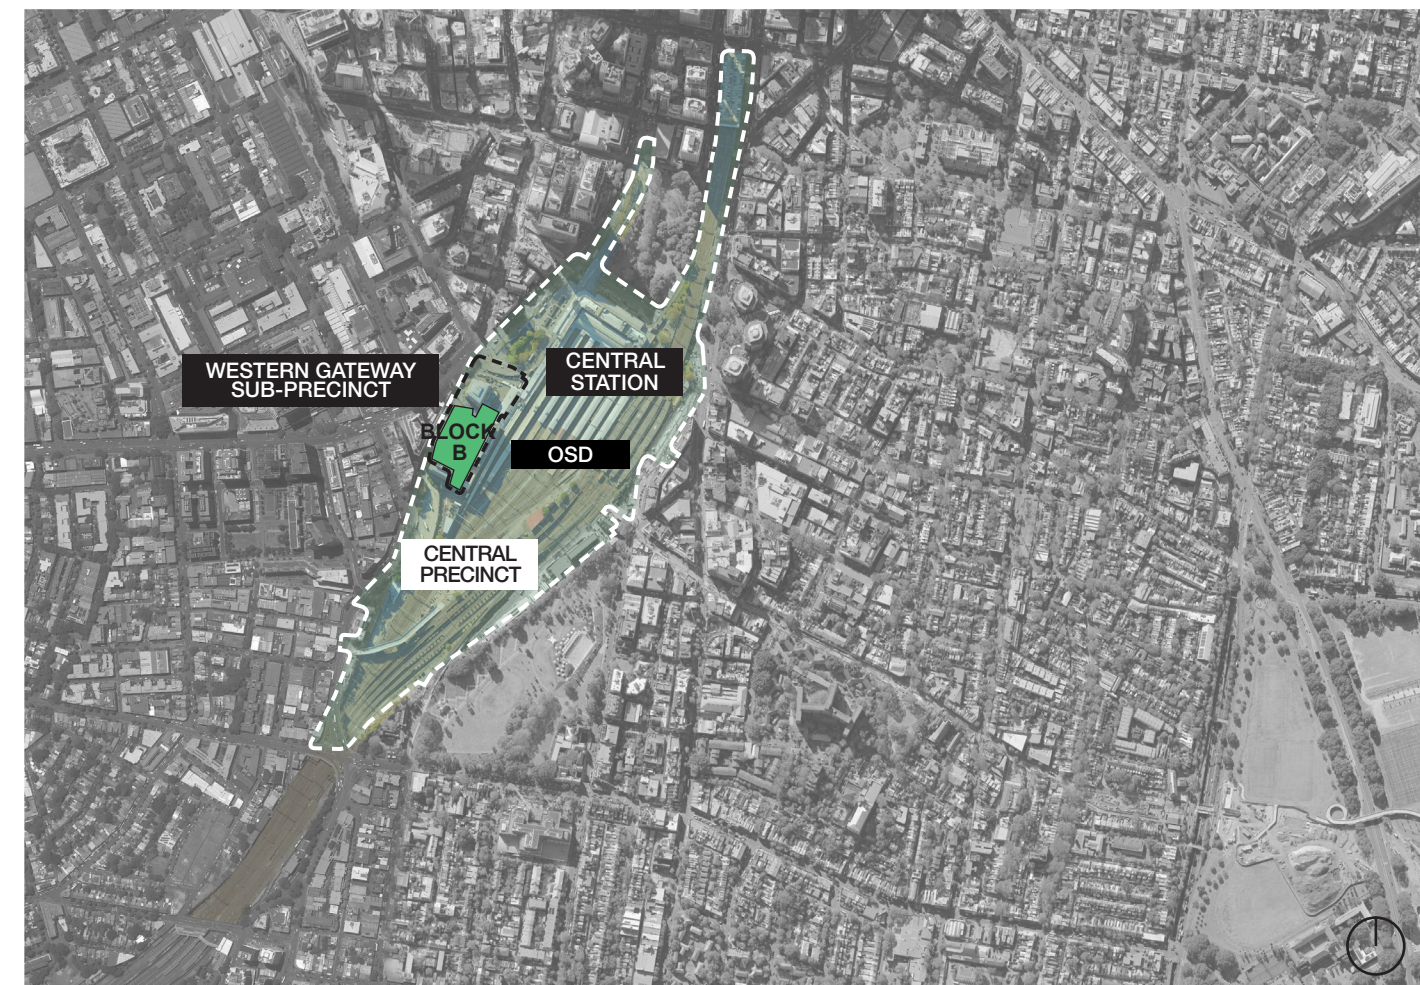 WESTERN GATEWAY
SUB-PRECINCT
CENTRAL
STATION
BLOCK
B
OSD
CENTRAL
PRECINCT